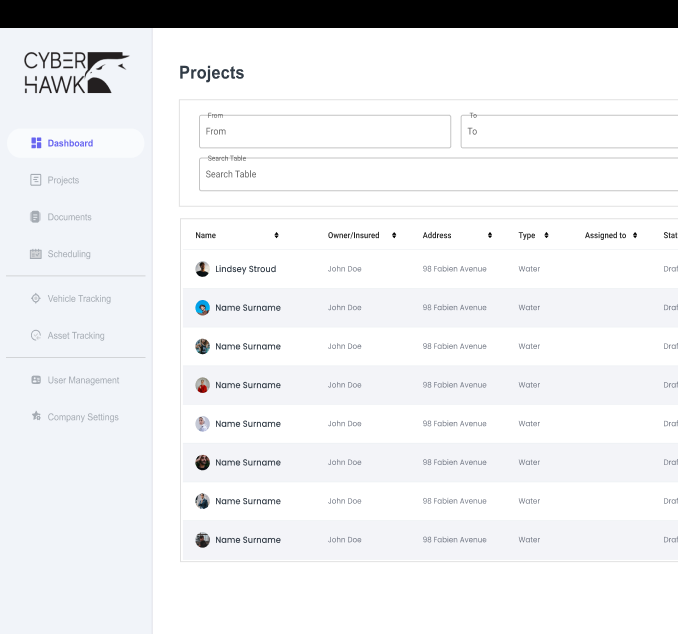 CYBER
HAWK
Projects
Dashboard
Projects
Documents
Scheduling
Vehicle Tracking
Asset Tracking
User Management
Company Settings
From To
From To
Search Table
Search Table
Name Owner/Insured Address Type Assigned to Stat
Lindsey Stroud John Doe 98 Fabien Avenue Water Draf
Name Surname John Doe 98 Fabien Avenue Water Draf
Name Surname John Doe 98 Fabien Avenue Water Draf
Name Surname John Doe 98 Fabien Avenue Water Draf
Name Surname John Doe 98 Fabien Avenue Water Draf
Name Surname John Doe 98 Fabien Avenue Water Draf
Name Surname John Doe 98 Fabien Avenue Water Draf
Name Surname John Doe 98 Fabien Avenue Water Draf